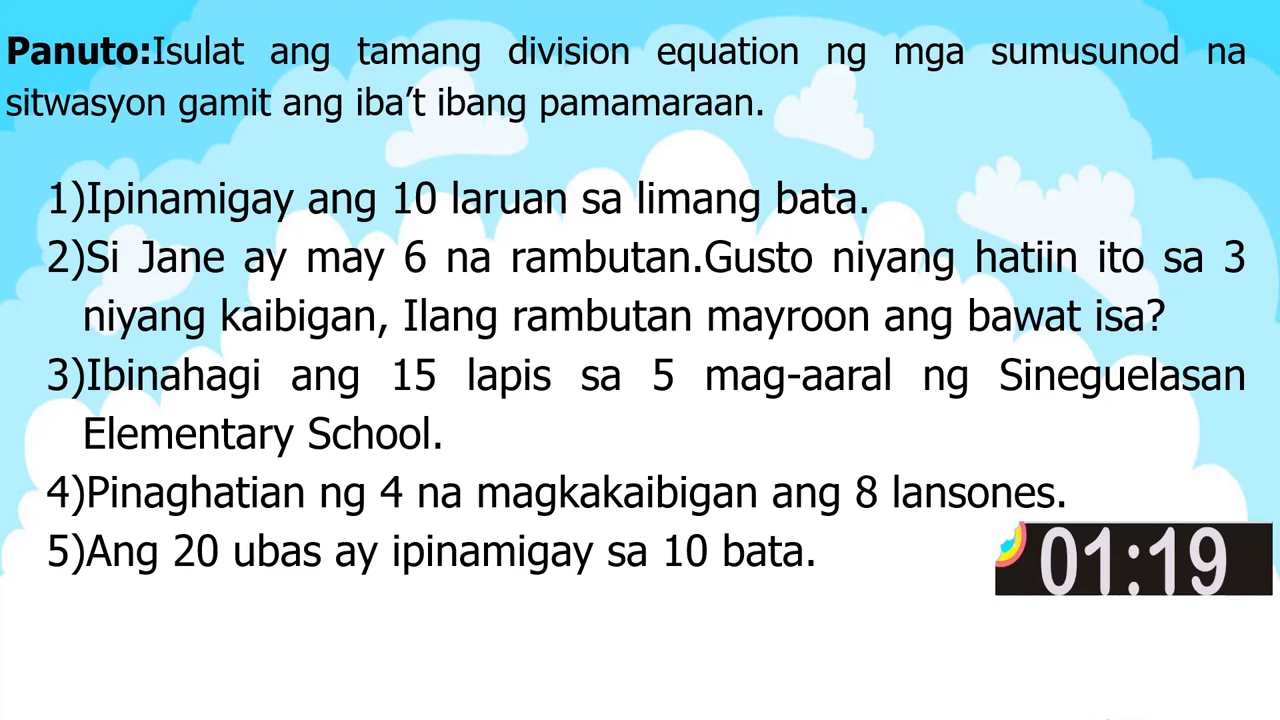 Panuto:Isulat ang tamang division equation ng mga sumusunod na
sitwasyon gamit ang iba’t ibang pamamaraan.
1)Ipinamigay ang 10 laruan sa limang bata.
2)Si Jane ay may 6 na rambutan.Gusto niyang hatiin ito sa 3
niyang kaibigan, Ilang rambutan mayroon ang bawat isa?
3)Ibinahagi ang 15 lapis sa 5 mag-aaral ng Sineguelasan
Elementary School.
4)Pinaghatian ng 4 na magkakaibigan ang 8 lansones.
5)Ang 20 ubas ay ipinamigay sa 10 bata.
01:19